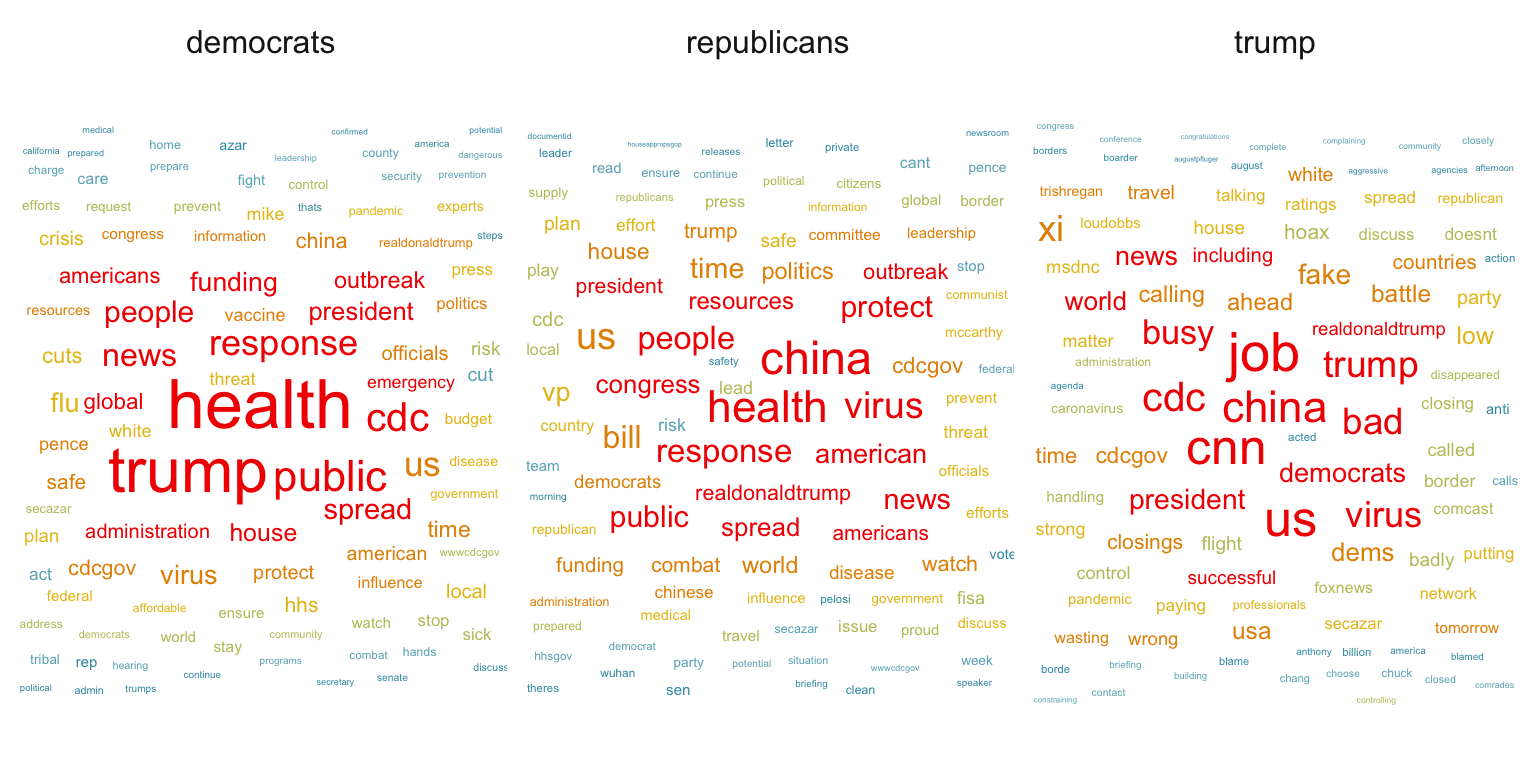 democrats
medical confirmed potential
california prepared home azar leadership county america dangerous
charge care prepare fight control security prevention
efforts request prevent mike thats pandemic experts
crisis congress information china realdonaldtrump steps
americans funding outbreak press
resources people vaccine president politics
cuts news response officials risk
threat emergency cut
flu global health cdc budget
pence white
safe trump public us disease
secazar spread government
plan administration house time
american wwwcdcgov
act cdcgov virus protect influence
federal affordable ensure hhs local
address democrats world community watch stop sick
stay
tribal rep hearing programs combat hands discuss
political admin trumps continue secretary senate
republicans
documentid houseappropsgop letter private newsroom
leader releases
read ensure continue cant pence
supply republicans press political citizens information global border
plan effort trump safe committee leadership
house time politics outbreak stop
play president resources protect communist
cdc us people mccarthy
local safety china cdcgov federal
vp congress lead health virus prevent
country bill risk threat
team response american officials
morning democrats realdonaldtrump news efforts
republican public spread americans
funding combat world disease watch vote
administration chinese influence pelosi government fisa
prepared medical travel secazar issue proud discuss
hhsgov democrat party potential situation wwwcdcgov week
theres wuhan sen briefing clean speaker
trump
congress conference congratulations complaining closely
borders boarder augustpfluger august complete community
trishregan travel white aggressive agencies afternoon
talking ratings spread republican
xi loudobbs house hoax discuss doesnt
msdnc news including fake countries action
world calling ahead battle party
matter busy job realdonaldtrump low
administration trump disappeared
agenda cdc china closing anti
caronavirus cnn acted bad
time cdcgov democrats called
handling president border calls
strong us virus comcast
closings flight dems badly putting
control successful foxnews
pandemic paying professionals secazar network
wasting wrong usa tomorrow
borde briefing building blame anthony billion america blamed
constraining contact chang choose chuck closed comrades
controlling